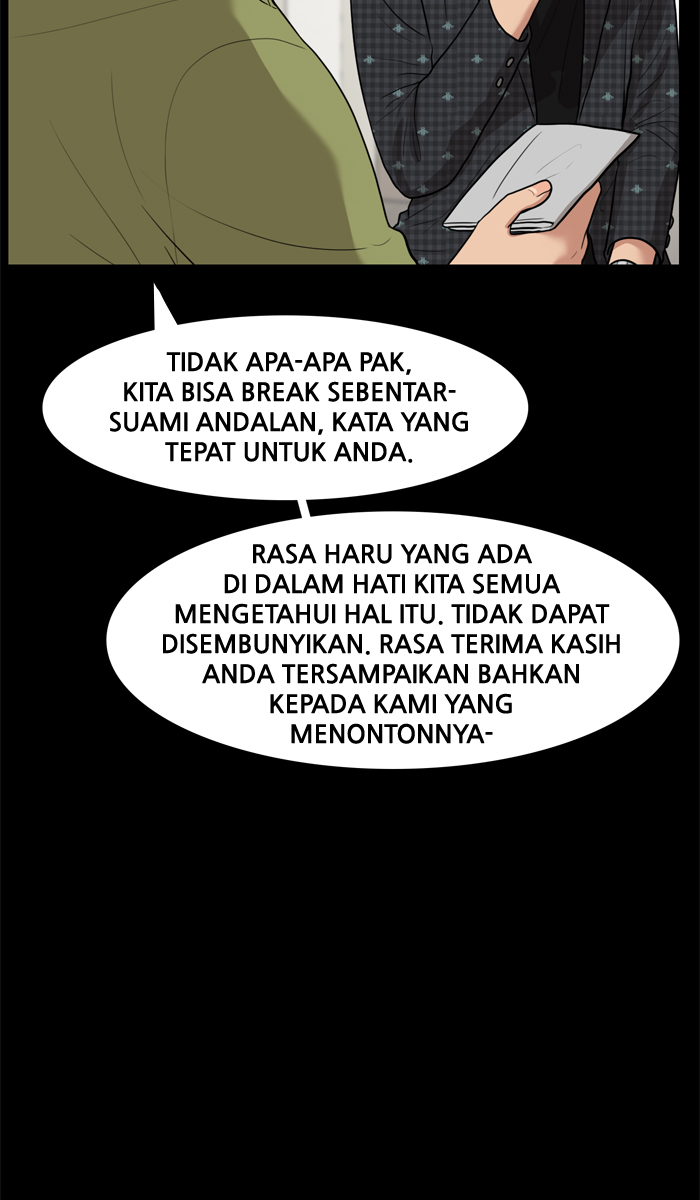 TIDAK APA-APA PAK,
KITA BISA BREAK SEBENTAR-
SUAMI ANDALAN, KATA YANG
TEPAT UNTUK ANDA.
RASA HARU YANG ADA
DI DALAM HATI KITA SEMUA
MENGETAHUI HAL ITU. TIDAK DAPAT
DISEMBUNYIKAN. RASA TERIMA KASIH
ANDA TERSAMPAIKAN BAHKAN
KEPADA KAMI YANG
MENONTONNYA-